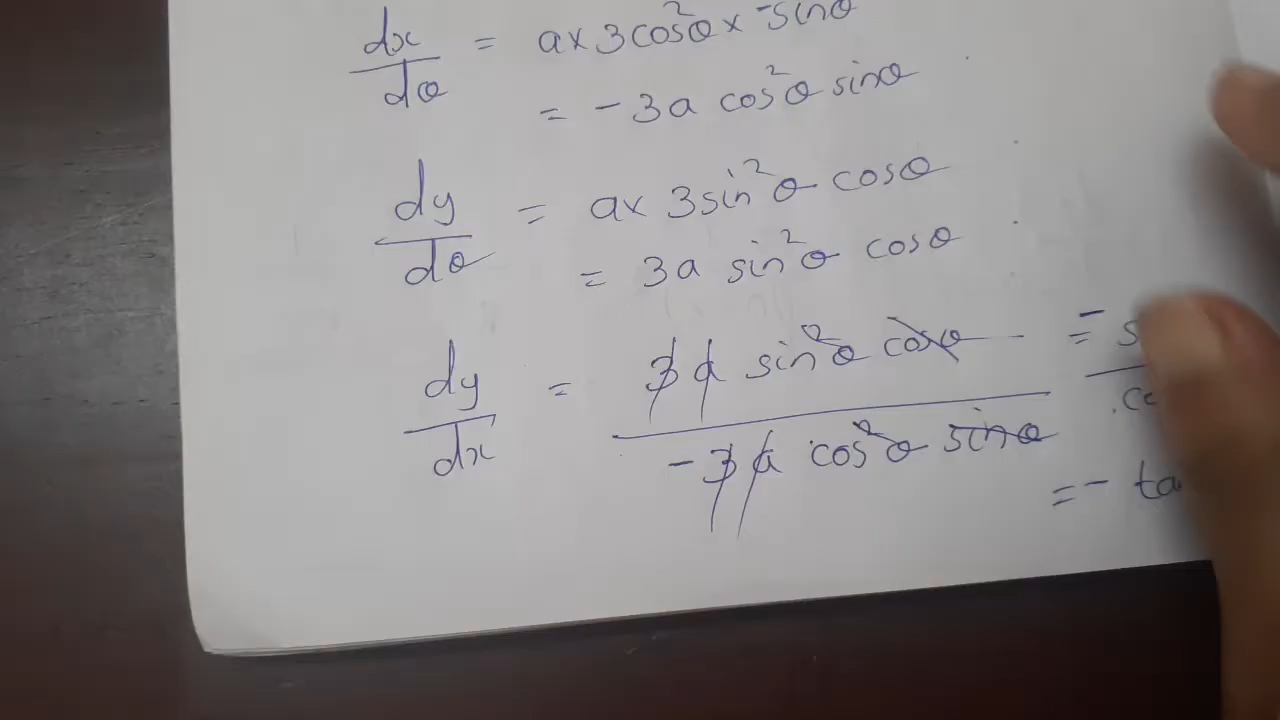 dx/dθ = a×3cos²θ × -sinθ
= -3a cos²θ sinθ
dy/dθ = a× 3sin²θ cosθ
= 3a sin²θ cosθ
dy/dx = 3a sin²θ cosθ / -3a cos²θ sinθ = -
= -